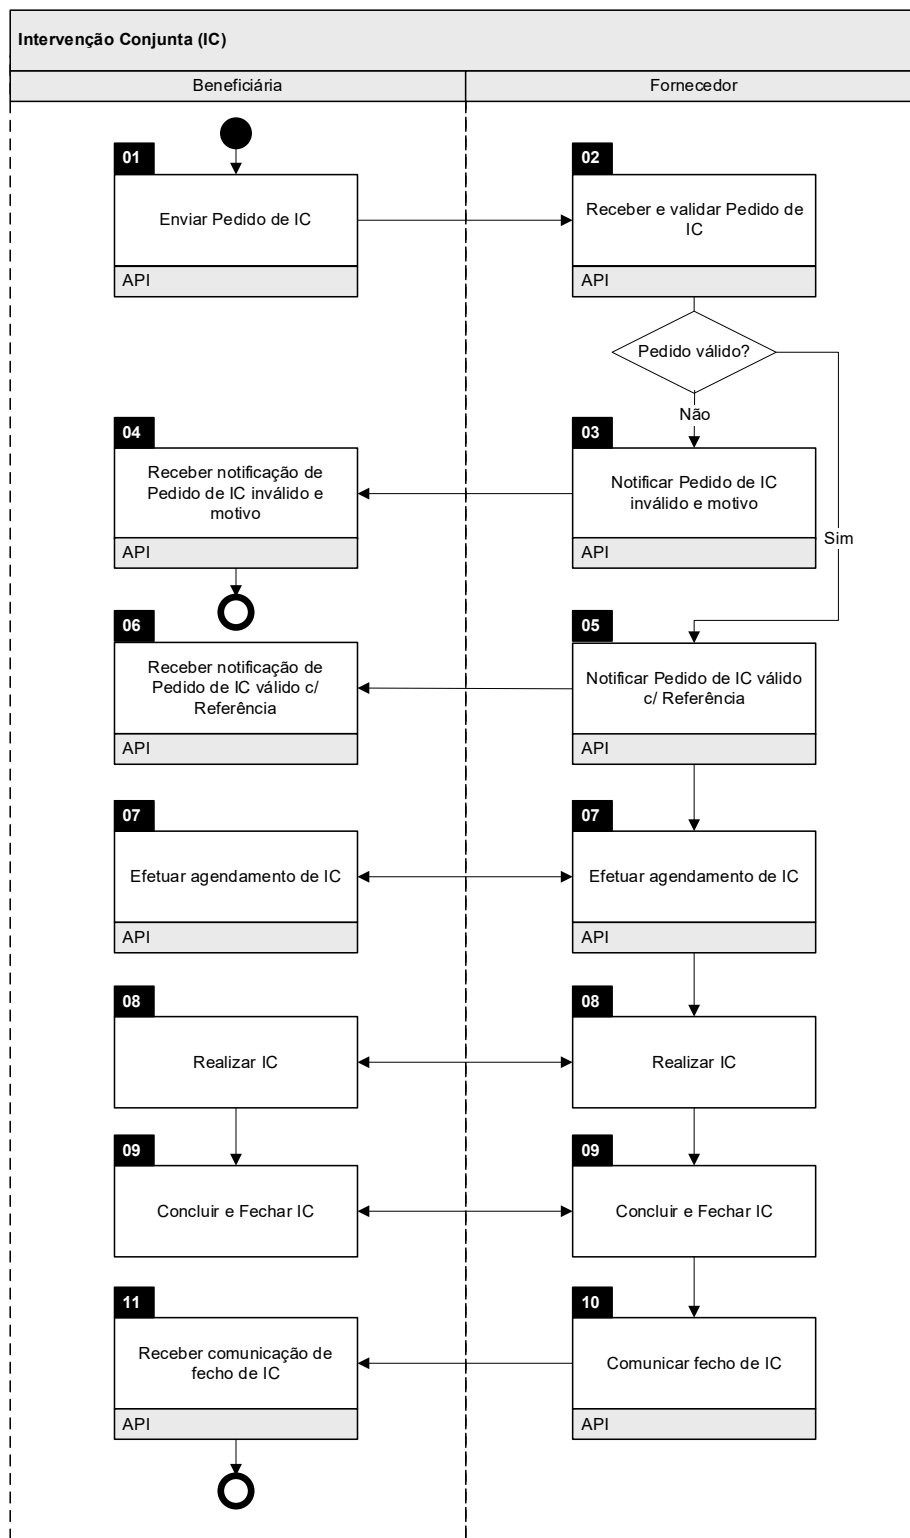 Intervenção Conjunta (IC)
Beneficiária
Fornecedor
01
Enviar Pedido de IC
API
02
Receber e validar Pedido de
IC
API
Pedido válido?
Não
Sim
04
Receber notificação de
Pedido de IC inválido e
motivo
API
03
Notificar Pedido de IC
inválido e motivo
API
06
Receber notificação de
Pedido de IC válido c/
Referência
API
05
Notificar Pedido de IC válido
c/ Referência
API
07
Efetuar agendamento de IC
API
07
Efetuar agendamento de IC
API
08
Realizar IC
08
Realizar IC
09
Concluir e Fechar IC
09
Concluir e Fechar IC
11
Receber comunicação de
fecho de IC
API
10
Comunicar fecho de IC
API